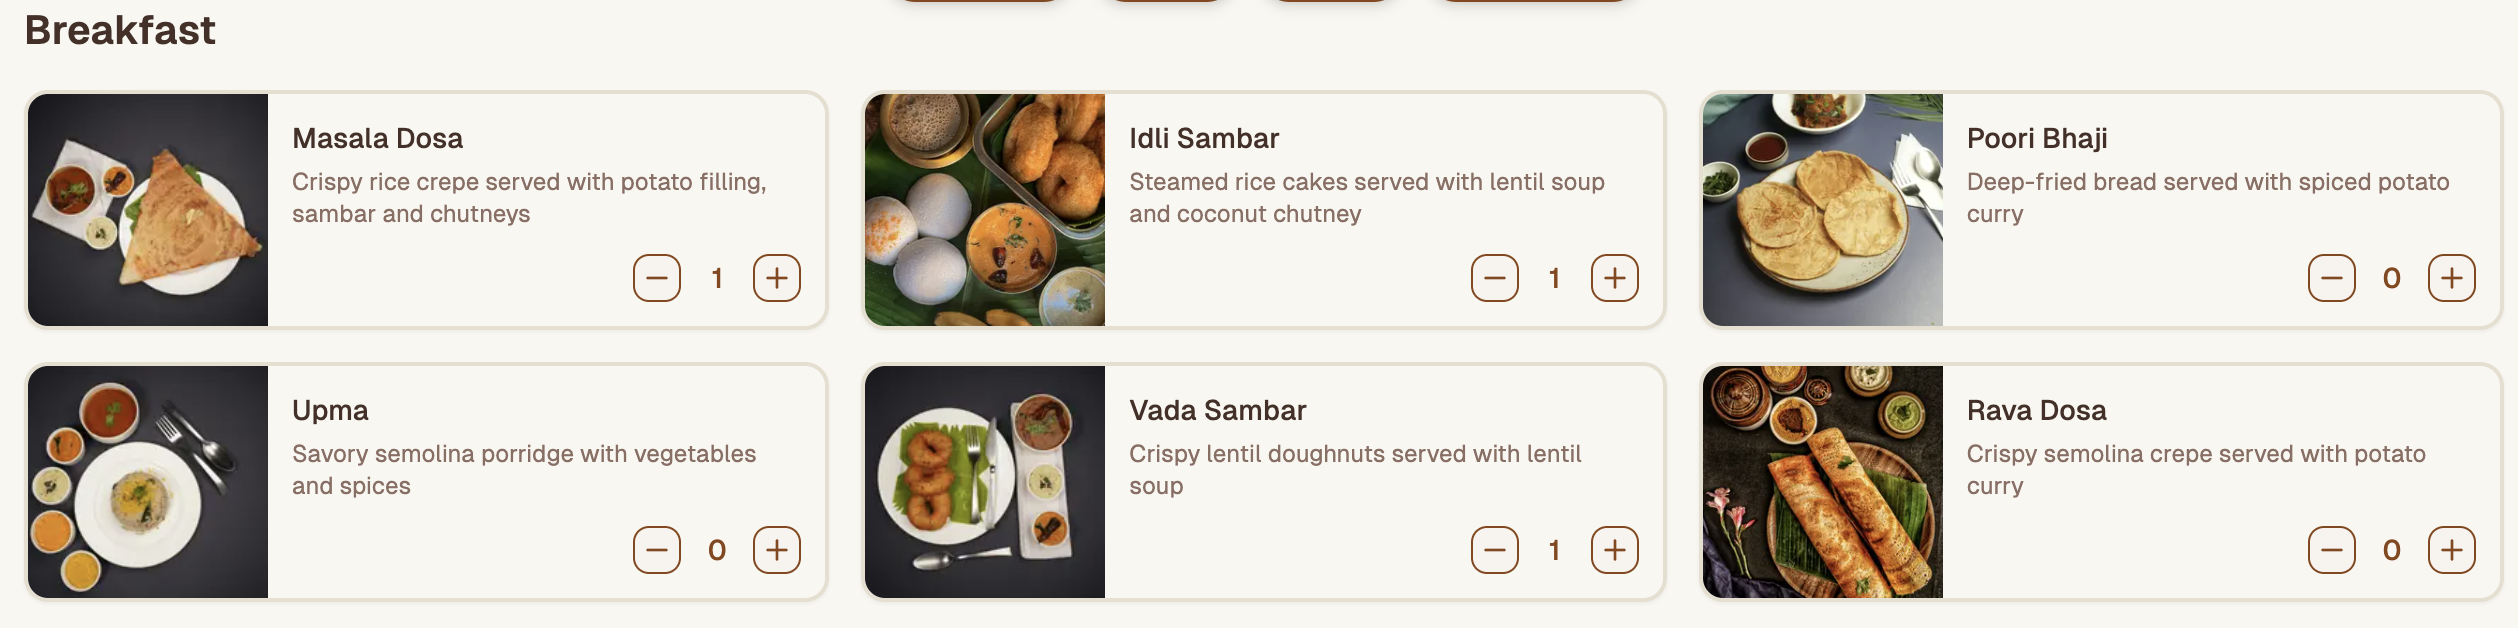 Breakfast
Masala Dosa
Crispy rice crepe served with potato filling,
sambar and chutneys
1
Idli Sambar
Steamed rice cakes served with lentil soup
and coconut chutney
1
Poori Bhaji
Deep-fried bread served with spiced potato
curry
0
Upma
Savory semolina porridge with vegetables
and spices
0
Vada Sambar
Crispy lentil doughnuts served with lentil
soup
1
Rava Dosa
Crispy semolina crepe served with potato
curry
0